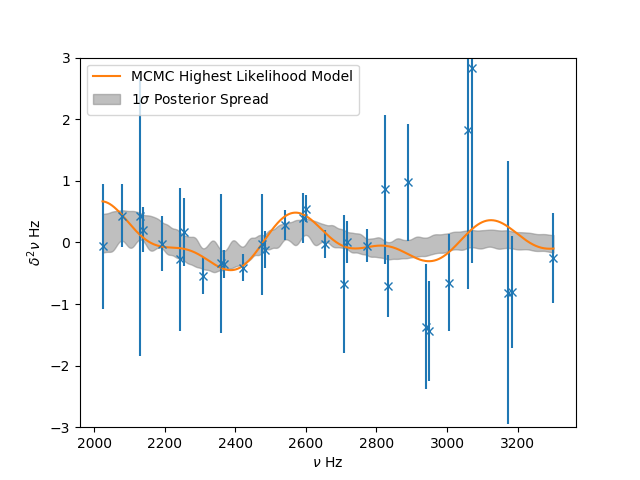 MCMC Highest Likelihood Model
1σ Posterior Spread
3
2
1
0
−1
−2
−3
δ²ν Hz
2000 2200 2400 2600 2800 3000 3200
ν Hz